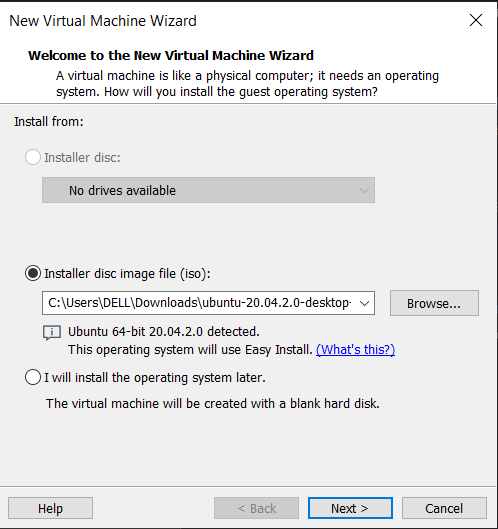 New Virtual Machine Wizard
Welcome to the New Virtual Machine Wizard
A virtual machine is like a physical computer; it needs an operating
system. How will you install the guest operating system?
Install from:
Installer disc:
No drives available
Installer disc image file (iso):
C:\Users\DELL\Downloads\ubuntu-20.04.2.0-desktop-
Browse...
Ubuntu 64-bit 20.04.2.0 detected.
This operating system will use Easy Install. (What's this?)
I will install the operating system later.
The virtual machine will be created with a blank hard disk.
Help
< Back
Next >
Cancel